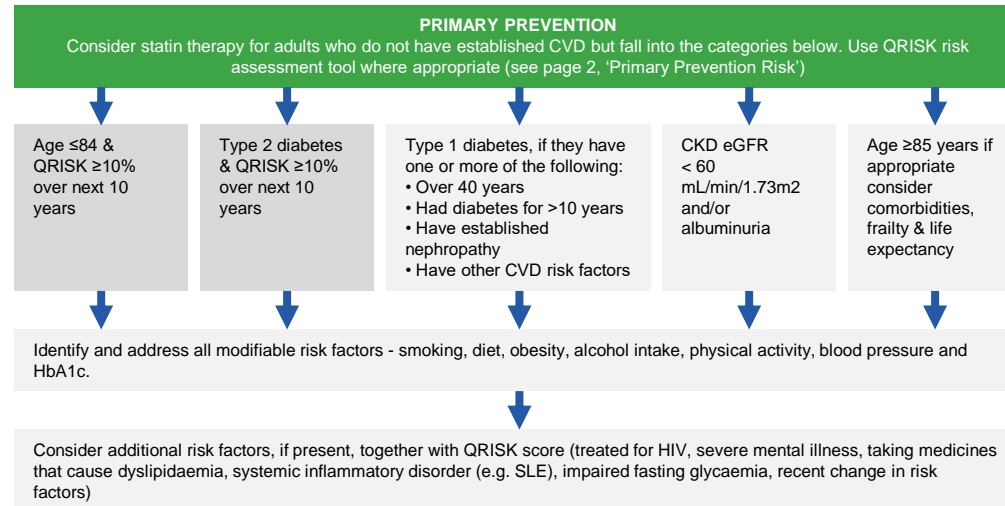 PRIMARY PREVENTION
Consider statin therapy for adults who do not have established CVD but fall into the categories below. Use QRISK risk
assessment tool where appropriate (see page 2, ‘Primary Prevention Risk’)
Age ≤84 &
QRISK ≥10%
over next 10
years
Type 2 diabetes
& QRISK ≥10%
over next 10
years
Type 1 diabetes, if they have
one or more of the following:
• Over 40 years
• Had diabetes for >10 years
• Have established
nephropathy
• Have other CVD risk factors
CKD eGFR
< 60
mL/min/1.73m2
and/or
albuminuria
Age ≥85 years if
appropriate
consider
comorbidities,
frailty & life
expectancy
Identify and address all modifiable risk factors - smoking, diet, obesity, alcohol intake, physical activity, blood pressure and
HbA1c.
Consider additional risk factors, if present, together with QRISK score (treated for HIV, severe mental illness, taking medicines
that cause dyslipidaemia, systemic inflammatory disorder (e.g. SLE), impaired fasting glycaemia, recent change in risk
factors)